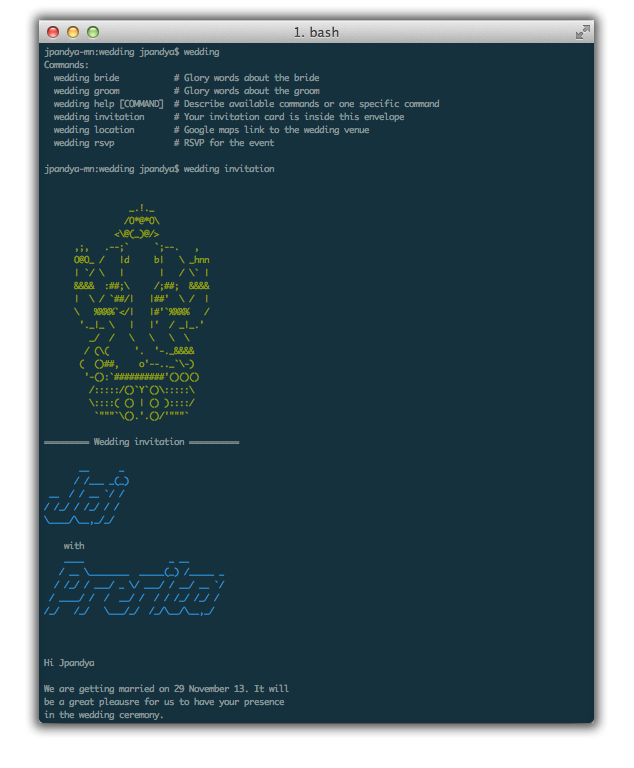 1. bash
jpandya-mn:wedding jpandya$ wedding
Commands:
  wedding bride           # Glory words about the bride
  wedding groom           # Glory words about the groom
  wedding help [COMMAND]  # Describe available commands or one specific command
  wedding invitation      # Your invitation card is inside this envelope
  wedding location        # Google maps link to the wedding venue
  wedding rsvp            # RSVP for the event
jpandya-mn:wedding jpandya$ wedding invitation
========= Wedding invitation ==========
Jai
with
Prerita
Hi Jpandya
We are getting married on 29 November 13. It will
be a great pleausre for us to have your presence
in the wedding ceremony.